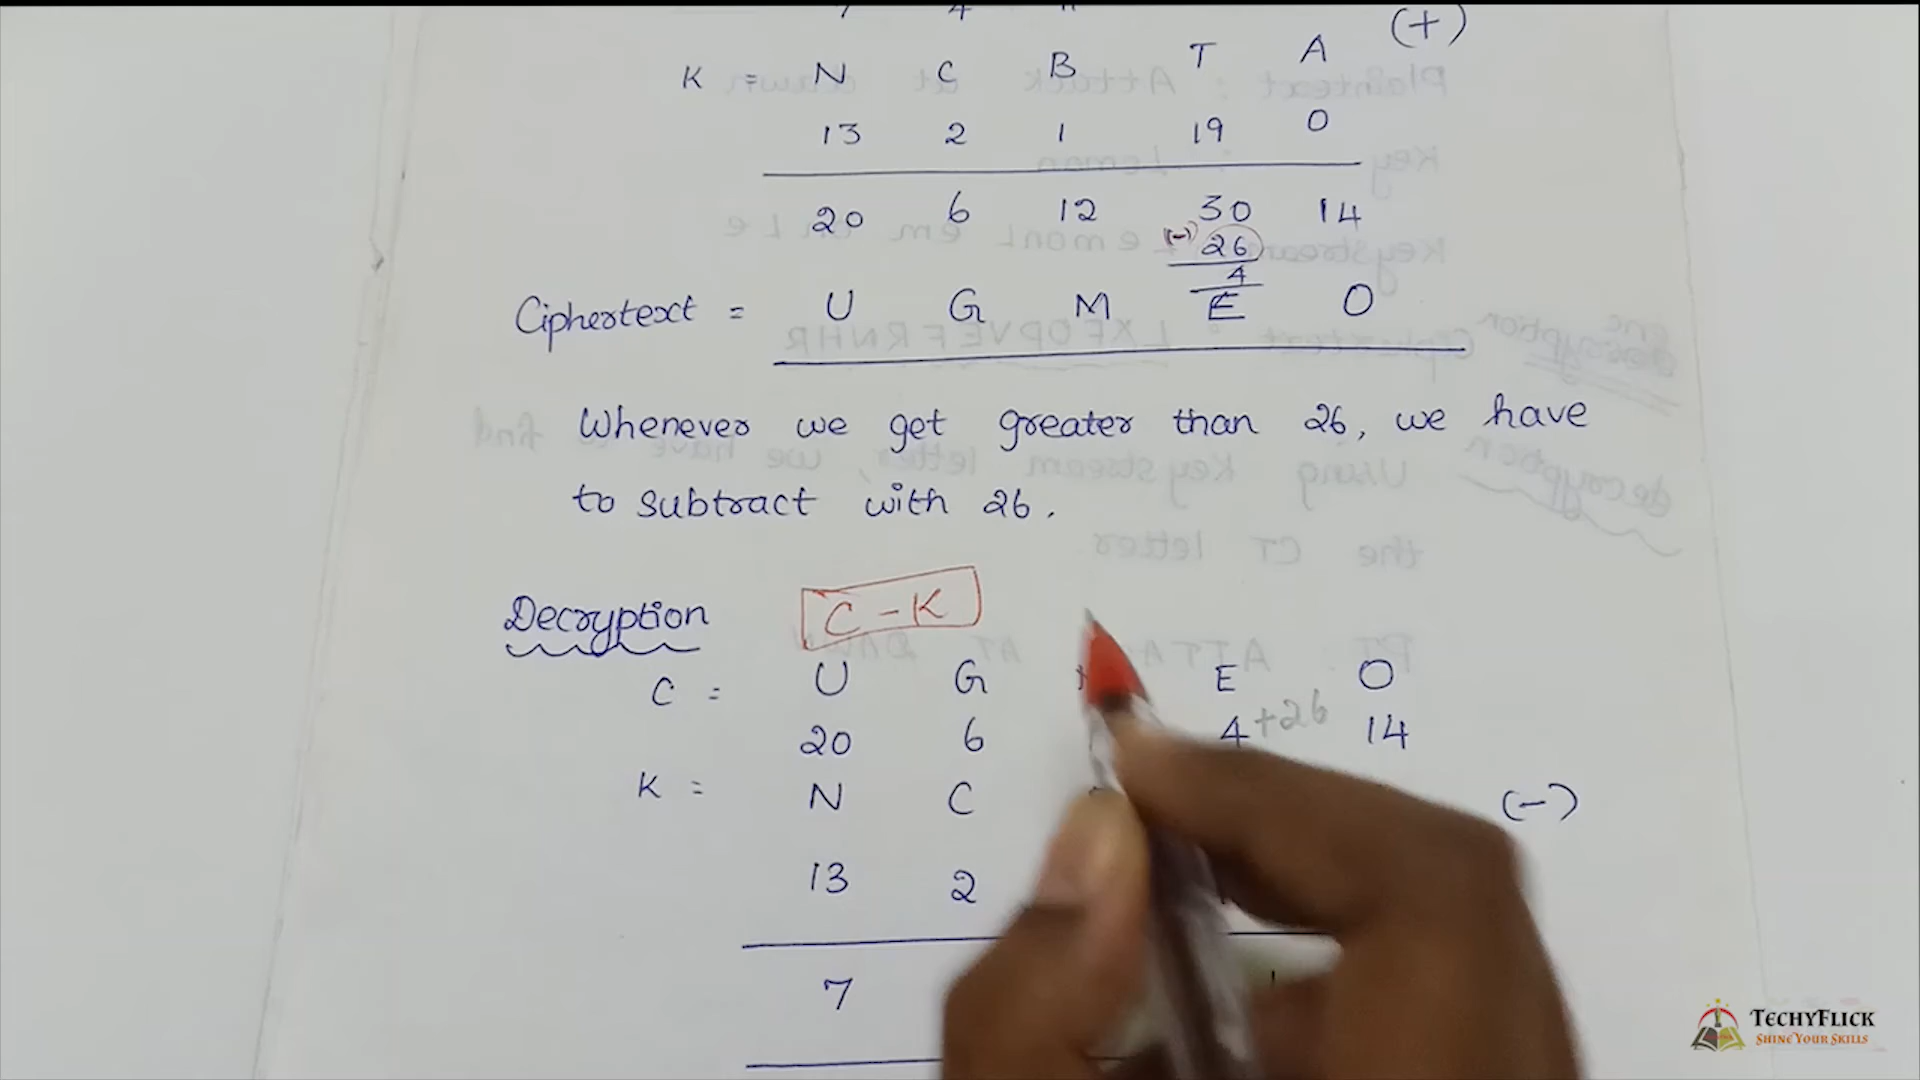 7 4
K = N C B T A (+)
13 2 1 19 0
20 6 12 30 14
(-) 26
4
Ciphertext = U G M E O
Whenever we get greater than 26, we have
to subtract with 26.
Decryption C - K
C = U G E O
20 6 4 +26 14
K = N C (-)
13 2
7
TECHYFLICK
SHINE YOUR SKILLS